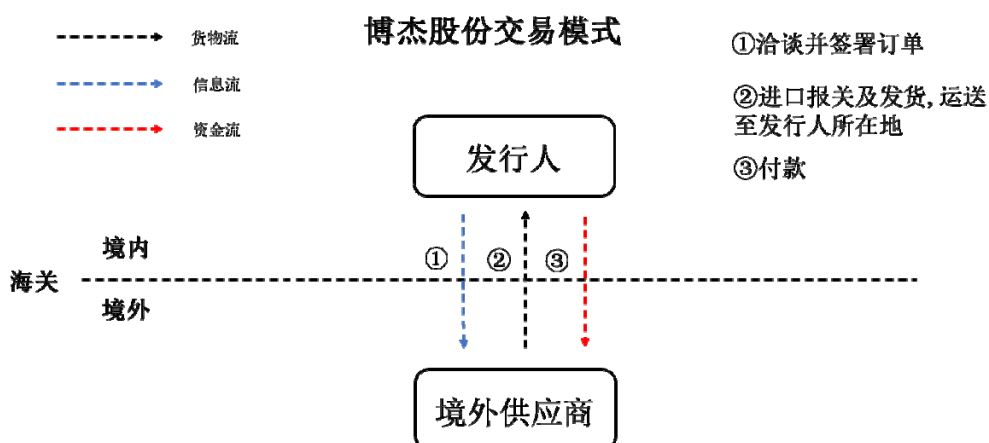 博杰股份交易模式
货物流
信息流
资金流
①洽谈并签署订单
②进口报关及发货, 运送
至发行人所在地
③付款
发行人
境内
① ② ③
海关
境外
境外供应商